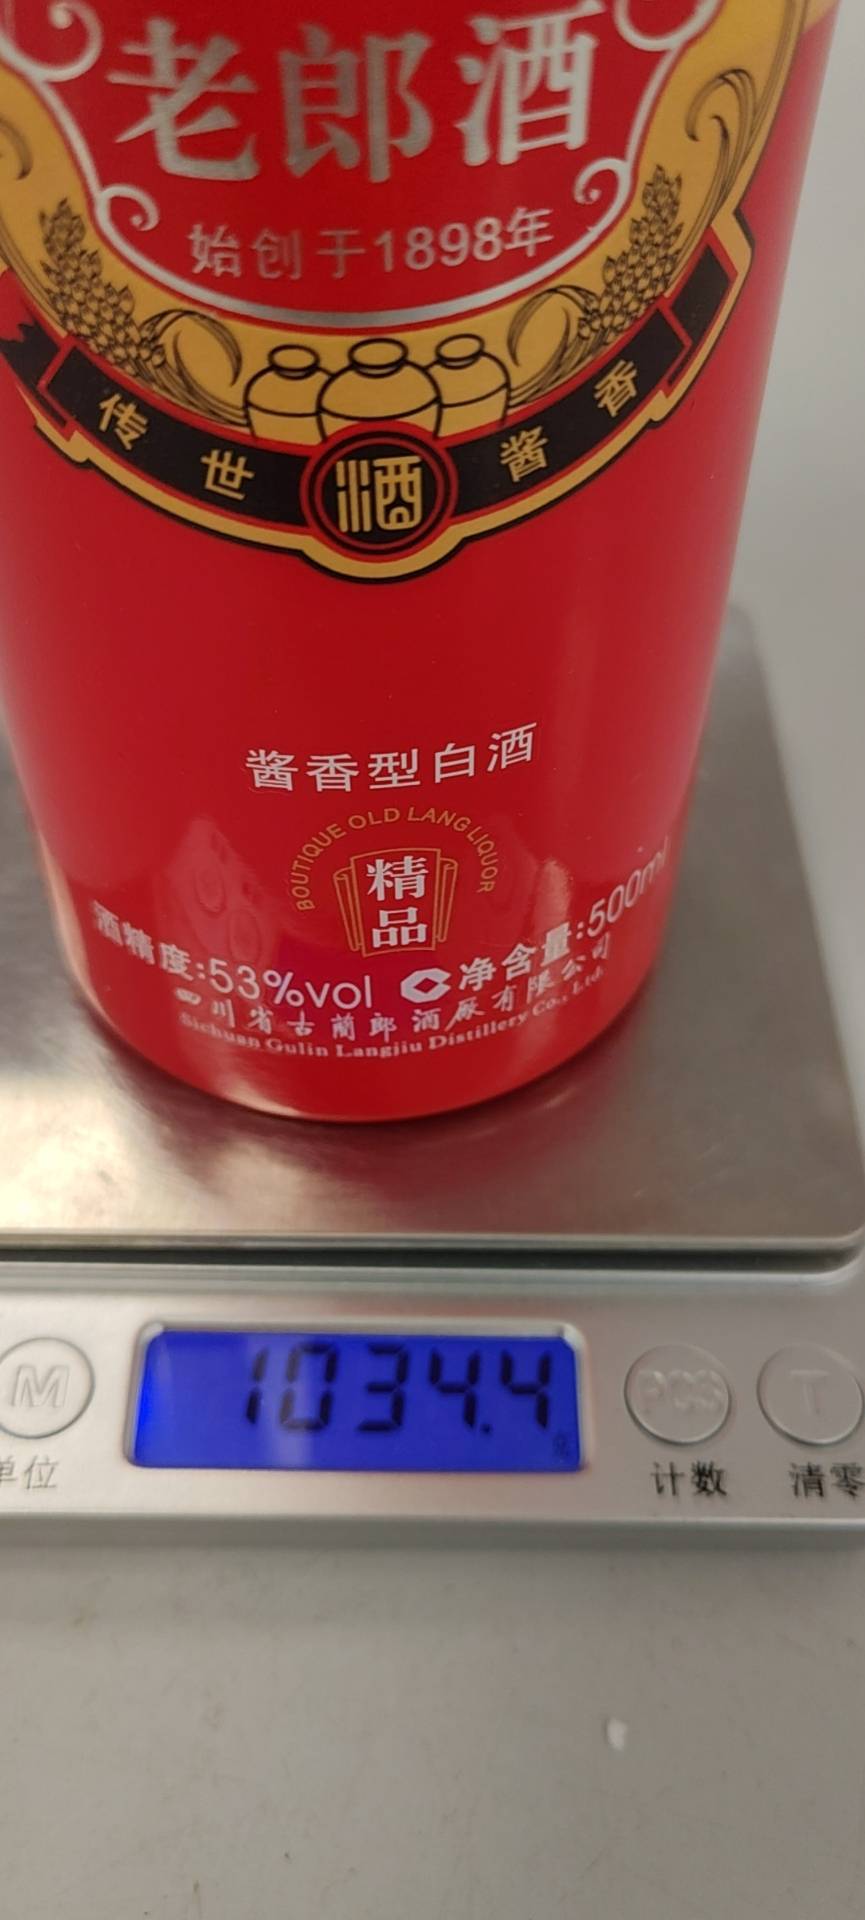 老郎酒
始创于1898年
传世 酒 酱香
酱香型白酒
BOUTIQUE OLD LANG LIQUOR
精品
酒精度:53%vol 净含量:500ml
四川省古蔺郎酒厂有限公司
Sichuan Gulin Langjiu Distillery Co., Ltd.
1034.4
M PCS T
单位 计数 清零